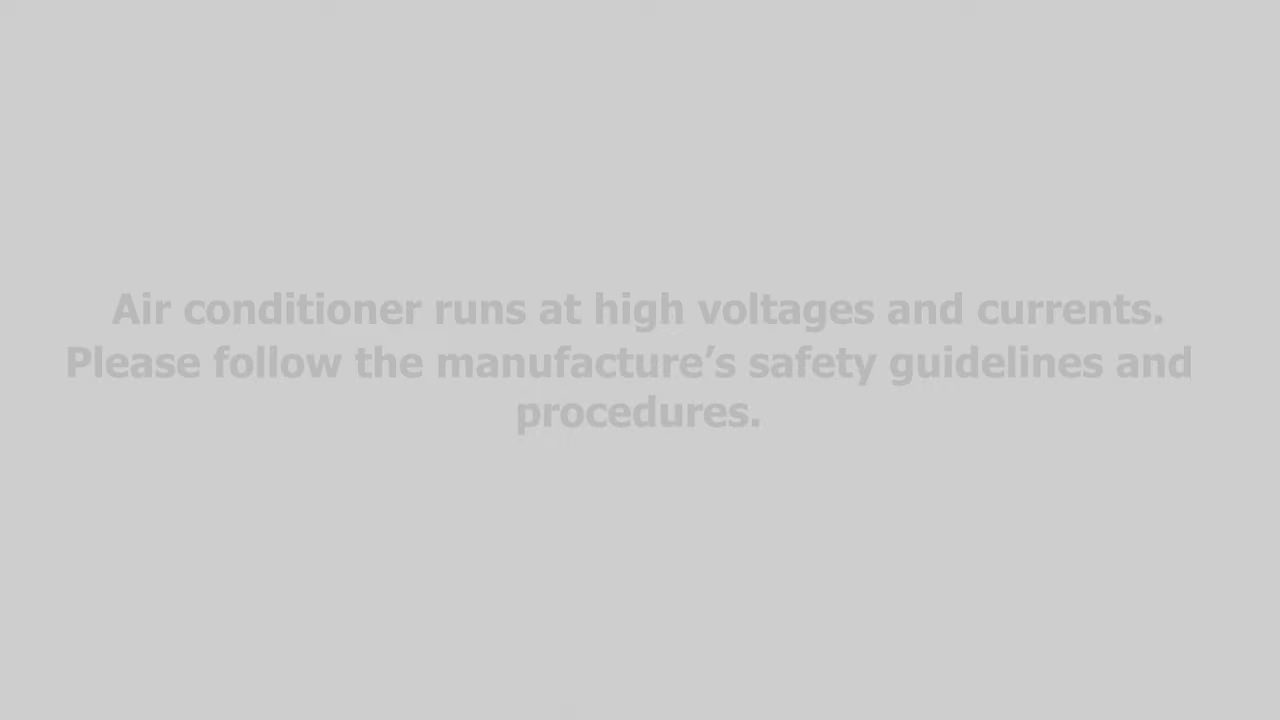 Air conditioner runs at high voltages and currents.
Please follow the manufacture’s safety guidelines and
procedures.